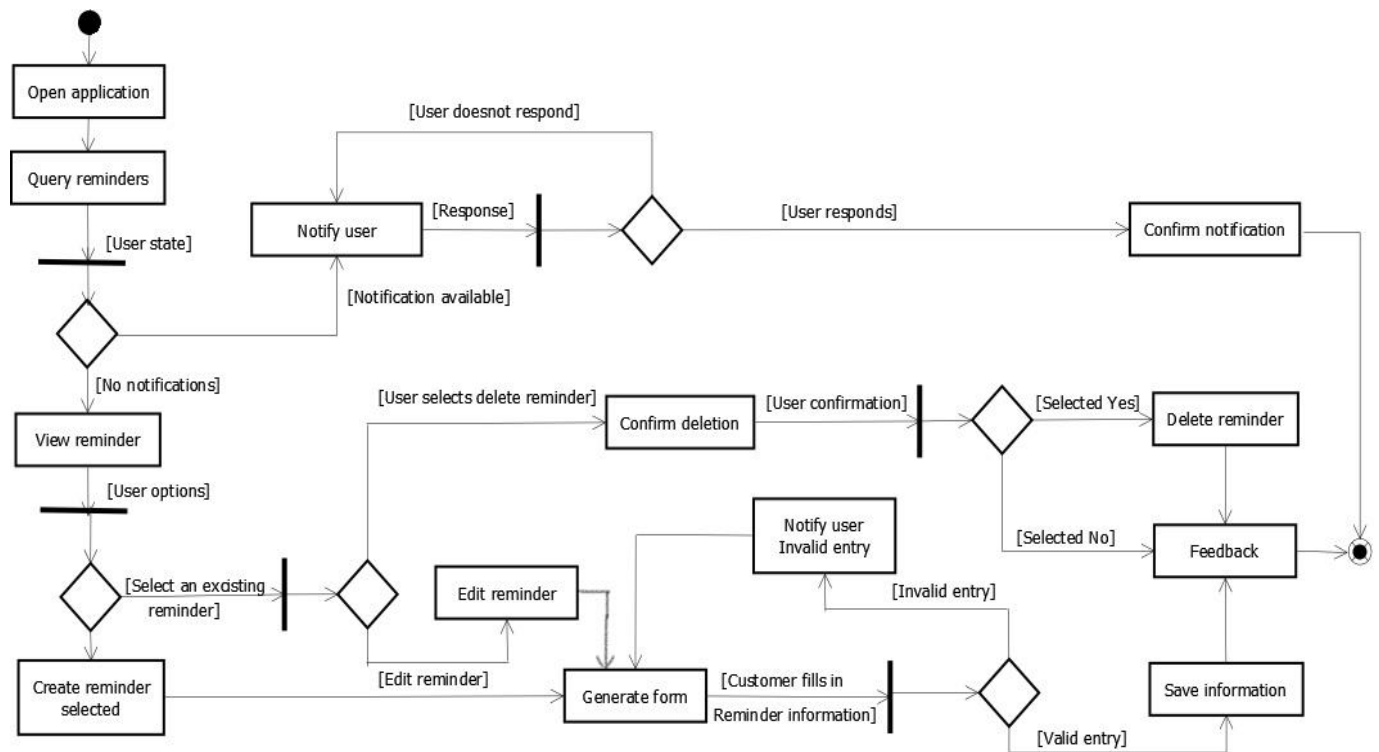 Open application
[User doesnot respond]
Query reminders
[Response]
[User responds]
Notify user
Confirm notification
[User state]
[Notification available]
[No notifications]
[User selects delete reminder]
[User confirmation]
[Selected Yes]
View reminder
Confirm deletion
Delete reminder
[User options]
Notify user
Invalid entry
[Selected No]
Feedback
[Select an excisting
reminder]
Edit reminder
[Invalid entry]
[Edit reminder]
Create reminder
selected
Generate form
[Customer fills in
Reminder information]
Save information
[Valid entry]